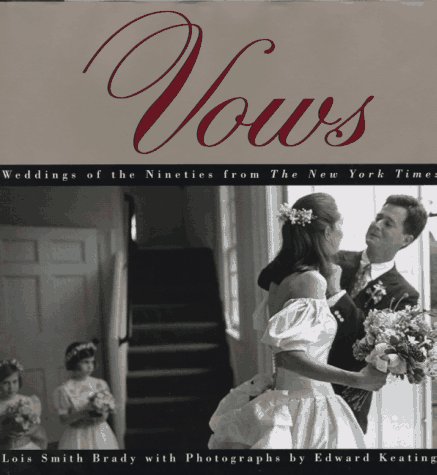 Vows
Weddings of the Nineties from The New York Times
Lois Smith Brady with Photographs by Edward Keating